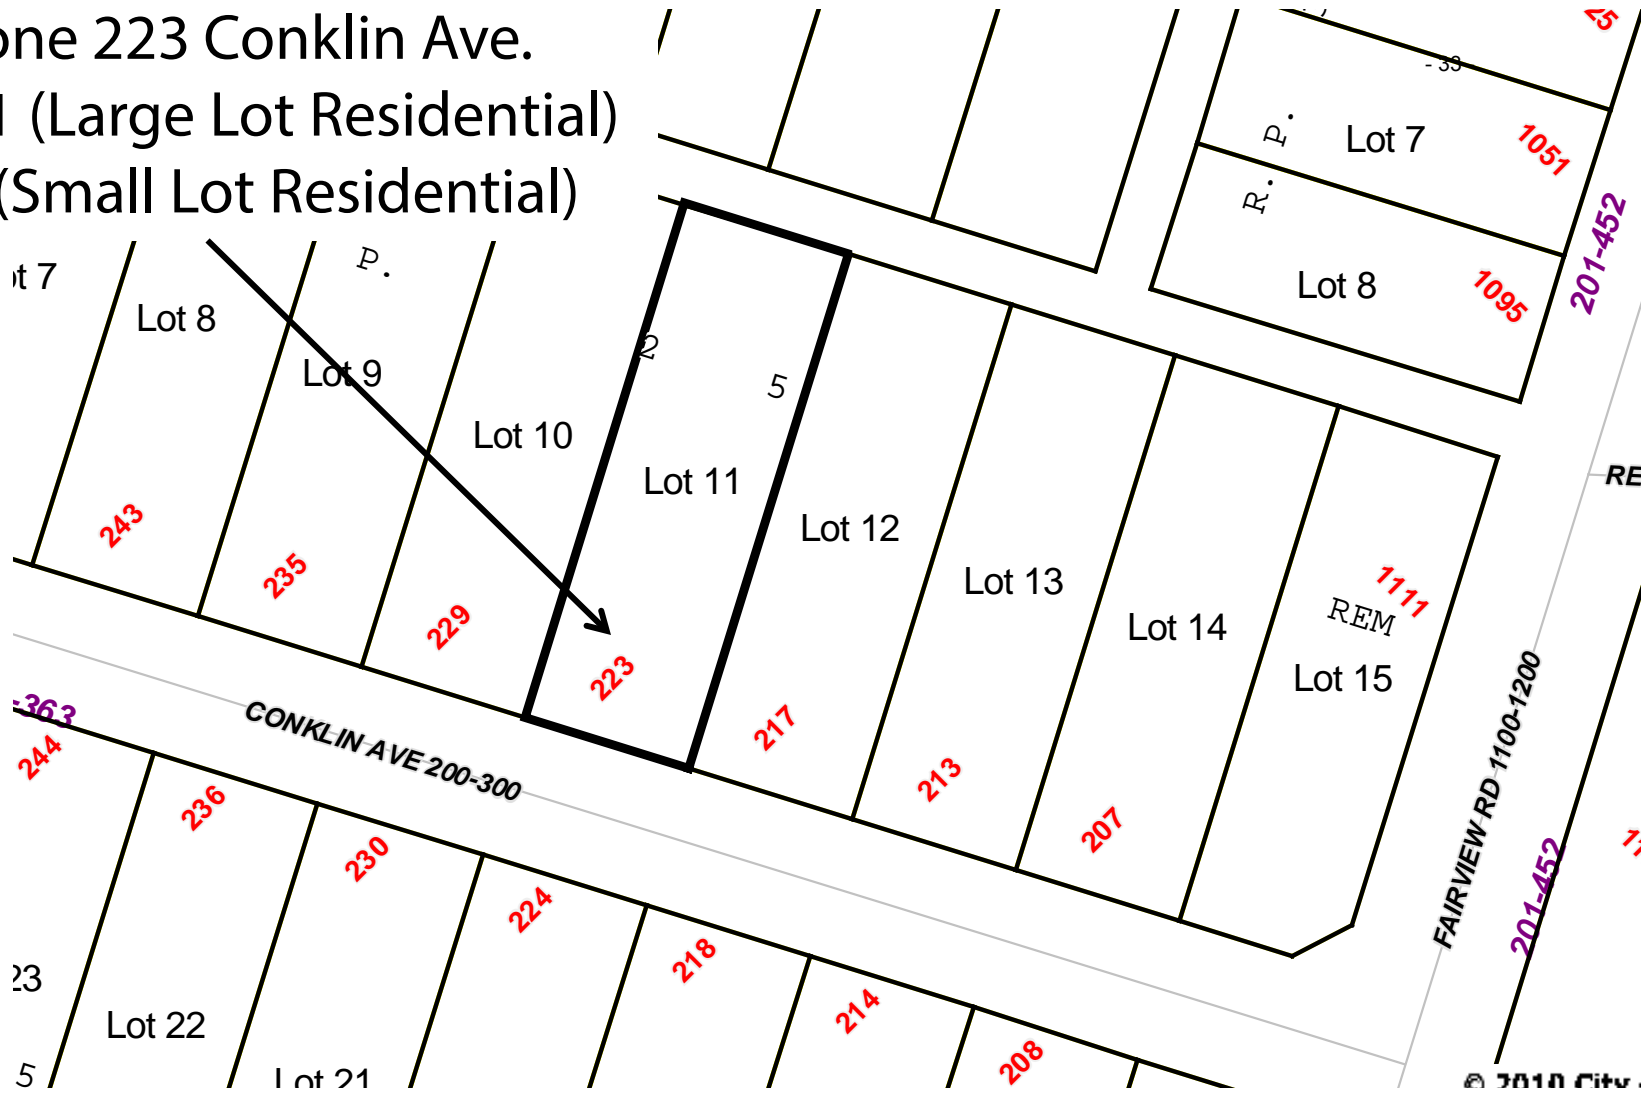 one 223 Conklin Ave.
(Large Lot Residential)
(Small Lot Residential)
25
- 33 -
P.
R.
Lot 7
1051
Lot 8
1095
201-452
P.
Lot 8
Lot 9
Lot 10
2
5
Lot 11
Lot 12
Lot 13
Lot 14
REM
Lot 15
1111
243
235
229
223
217
213
207
-363
CONKLIN AVE 200-300
FAIRVIEW RD 1100-1200
201-452
244
236
230
224
218
214
208
23
Lot 22
5
Lot 21
© 2010 City